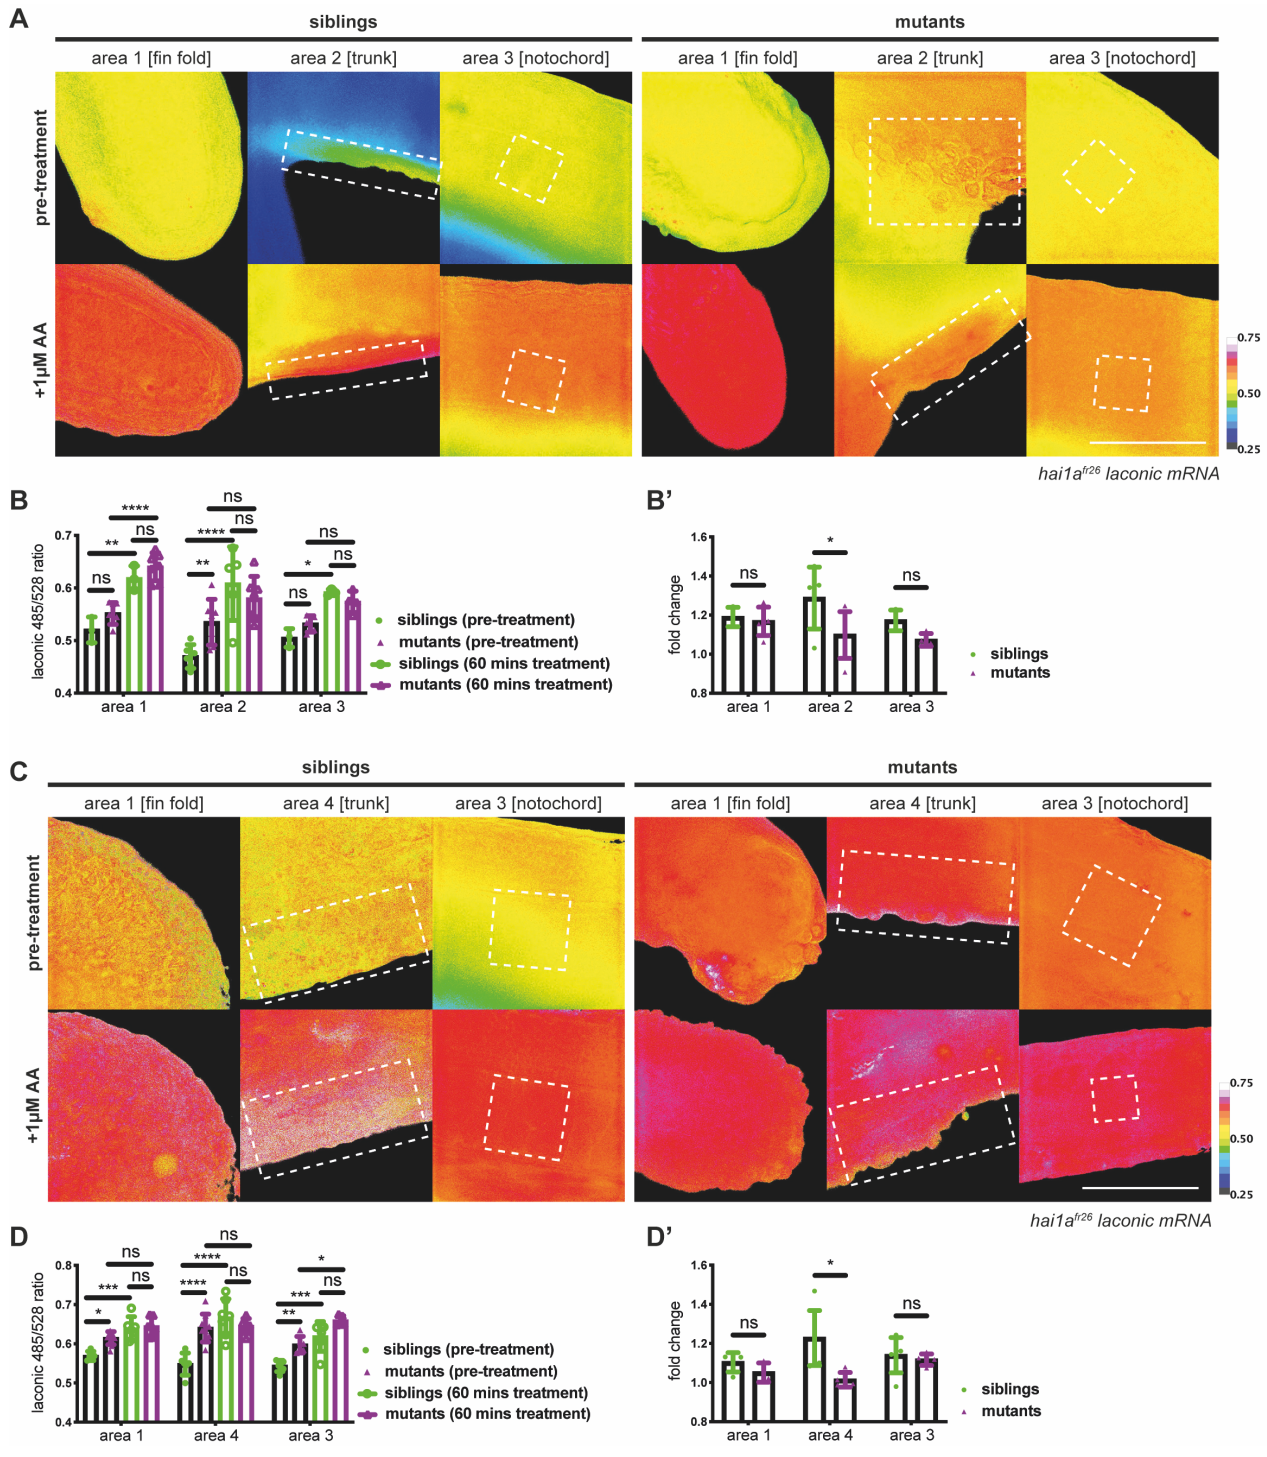 A
siblings
mutants
area 1 [fin fold]
area 2 [trunk]
area 3 [notochord]
area 1 [fin fold]
area 2 [trunk]
area 3 [notochord]
pre-treatment
+1µM AA
0.75
0.50
0.25
hai1a^fr26 laconic mRNA
B
laconic 485/528 ratio
0.7
0.6
0.5
0.4
ns
**
ns
****
**
****
ns
ns
ns
*
ns
ns
area 1
area 2
area 3
siblings (pre-treatment)
mutants (pre-treatment)
siblings (60 mins treatment)
mutants (60 mins treatment)
B’
fold change
1.6
1.4
1.2
1.0
0.8
ns
*
ns
area 1
area 2
area 3
siblings
mutants
C
siblings
mutants
area 1 [fin fold]
area 4 [trunk]
area 3 [notochord]
area 1 [fin fold]
area 4 [trunk]
area 3 [notochord]
pre-treatment
+1µM AA
0.75
0.50
0.25
hai1a^fr26 laconic mRNA
D
laconic 485/528 ratio
0.8
0.7
0.6
0.5
0.4
*
***
ns
ns
****
****
ns
ns
**
***
ns
*
area 1
area 4
area 3
siblings (pre-treatment)
mutants (pre-treatment)
siblings (60 mins treatment)
mutants (60 mins treatment)
D’
fold change
1.6
1.4
1.2
1.0
0.8
ns
*
ns
area 1
area 4
area 3
siblings
mutants